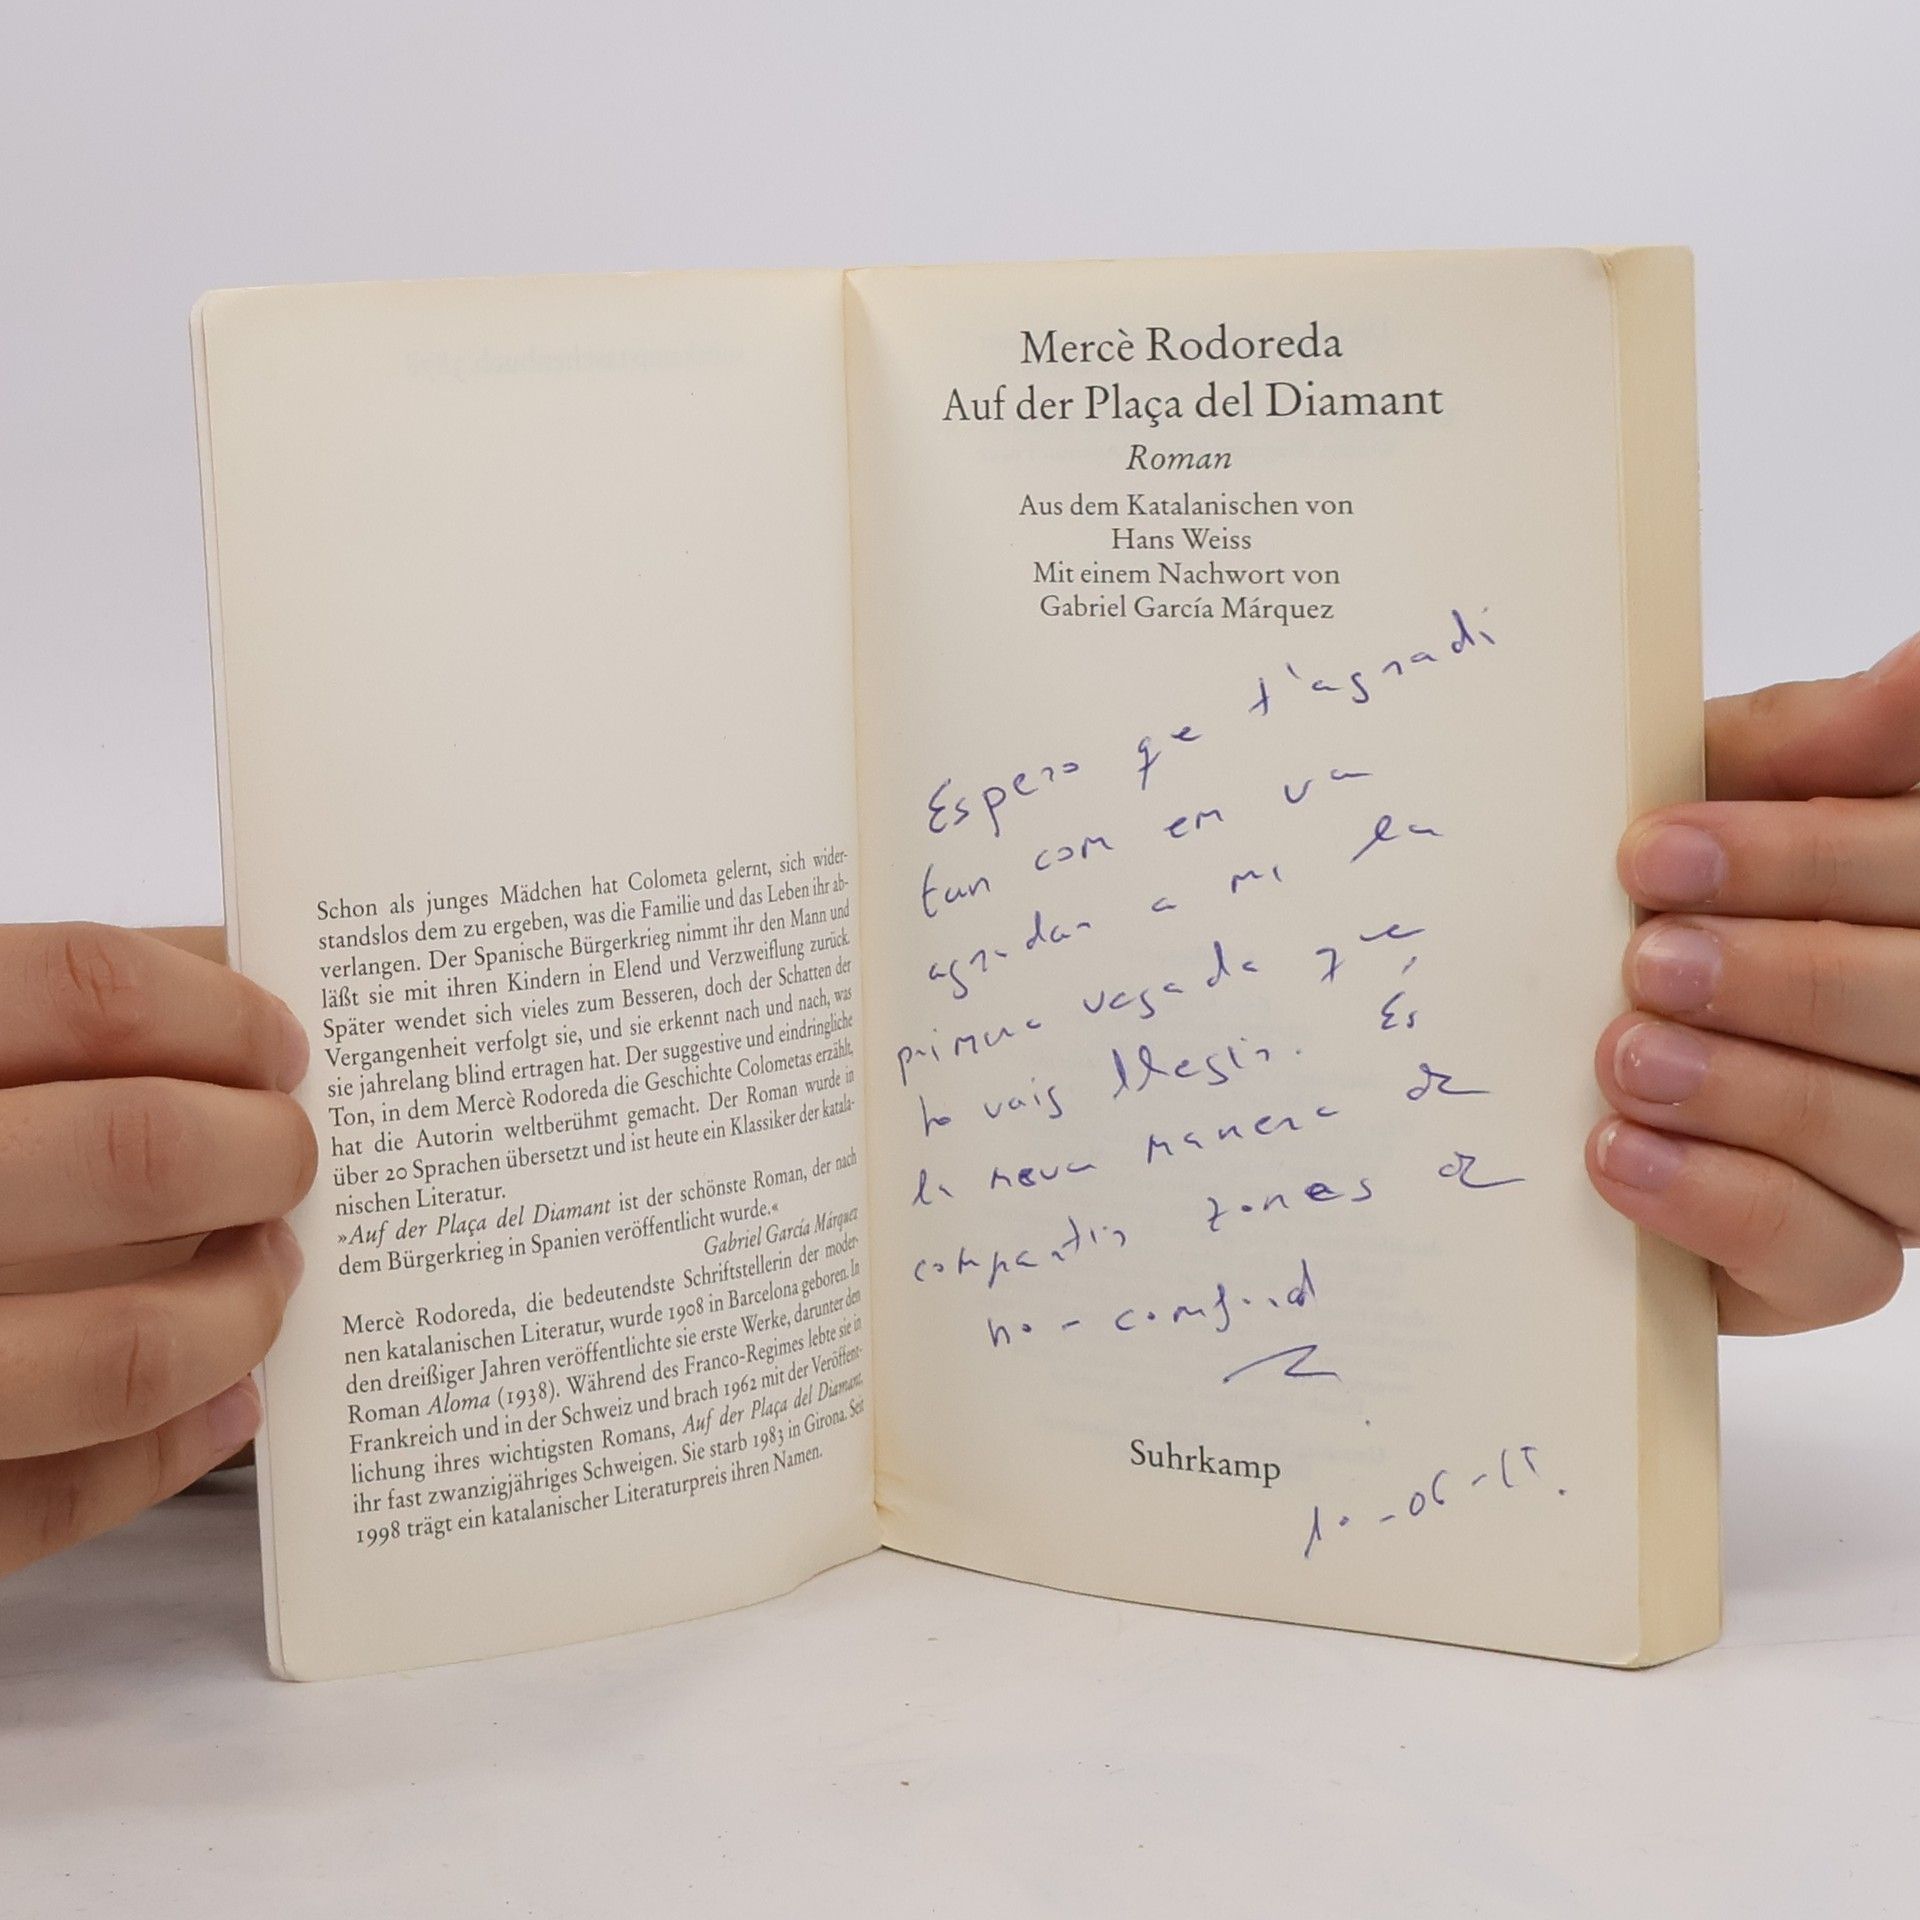 Schon als junges Mädchen hat Colometa gelernt, sich wider-
standslos dem zu ergeben, was die Familie und das Leben ihr ab-
verlangen. Der Spanische Bürgerkrieg nimmt ihr den Mann und
läßt sie mit ihren Kindern in Elend und Verzweiflung zurück.
Später wendet sich vieles zum Besseren, doch der Schatten der
Vergangenheit verfolgt sie, und sie erkennt nach und nach, was
sie jahrelang blind ertragen hat. Der suggestive und eindringliche
Ton, in dem Mercè Rodoreda die Geschichte Colometas erzählt,
hat die Autorin weltberühmt gemacht. Der Roman wurde in
über 20 Sprachen übersetzt und ist heute ein Klassiker der katala-
nischen Literatur.
»Auf der Plaça del Diamant ist der schönste Roman, der nach
dem Bürgerkrieg in Spanien veröffentlicht wurde.«
Gabriel García Márquez
Mercè Rodoreda, die bedeutendste Schriftstellerin der moder-
nen katalanischen Literatur, wurde 1908 in Barcelona geboren. In
den dreißiger Jahren veröffentlichte sie erste Werke, darunter den
Roman Aloma (1938). Während des Franco-Regimes lebte sie in
Frankreich und in der Schweiz und brach 1962 mit der Veröffent-
lichung ihres wichtigsten Romans, Auf der Plaça del Diamant,
ihr fast zwanzigjähriges Schweigen. Sie starb 1983 in Girona. Seit
1998 trägt ein katalanischer Literaturpreis ihren Namen.
Mercè Rodoreda
Auf der Plaça del Diamant
Roman
Aus dem Katalanischen von
Hans Weiss
Mit einem Nachwort von
Gabriel García Márquez
Espero que t'agradi
tan com em va
agradar a mi la
primera vegada que
ho vaig llegir. És
la meva manera de
compartir zones de
no-confort
Suhrkamp
10-06-15.